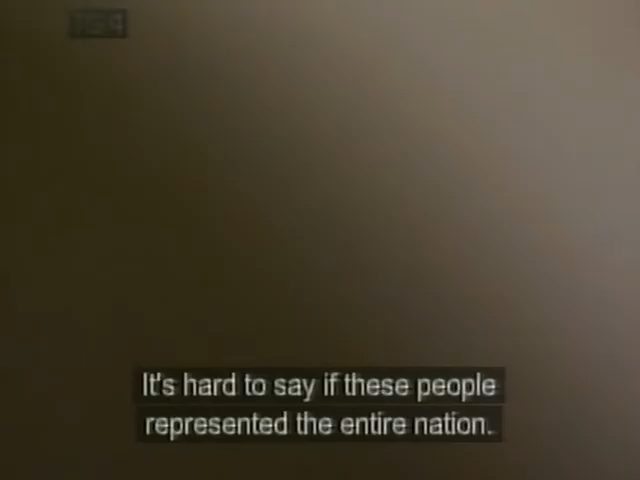 It's hard to say if these people
represented the entire nation.